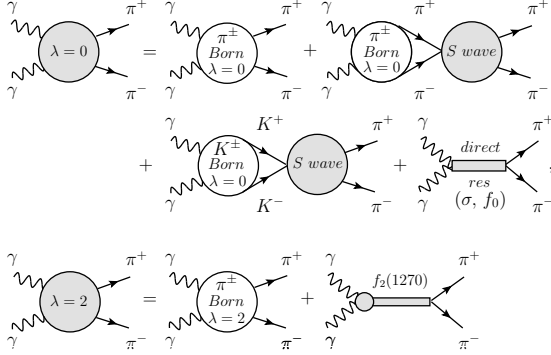 γ π⁺ γ π⁺ γ π⁺ π⁺
λ = 0 = π± Born λ = 0 + π± Born λ = 0 S wave
γ π⁻ γ π⁻ γ π⁻ π⁻
γ K⁺ π⁺ γ π⁺
+ K± Born λ = 0 S wave + direct res (σ, f₀) ,
γ K⁻ π⁻ γ π⁻
γ π⁺ γ π⁺ γ f₂(1270) π⁺
λ = 2 = π± Born λ = 2 +
γ π⁻ γ π⁻ γ π⁻